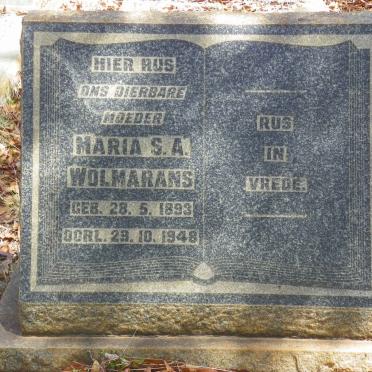 HIER RUS
ONS DIERBARE
MOEDER
MARIA S. A.
WOLMARANS
GEB. 28. 5. 1893
OORL. 29. 10. 1948
RUS
IN
VREDE.